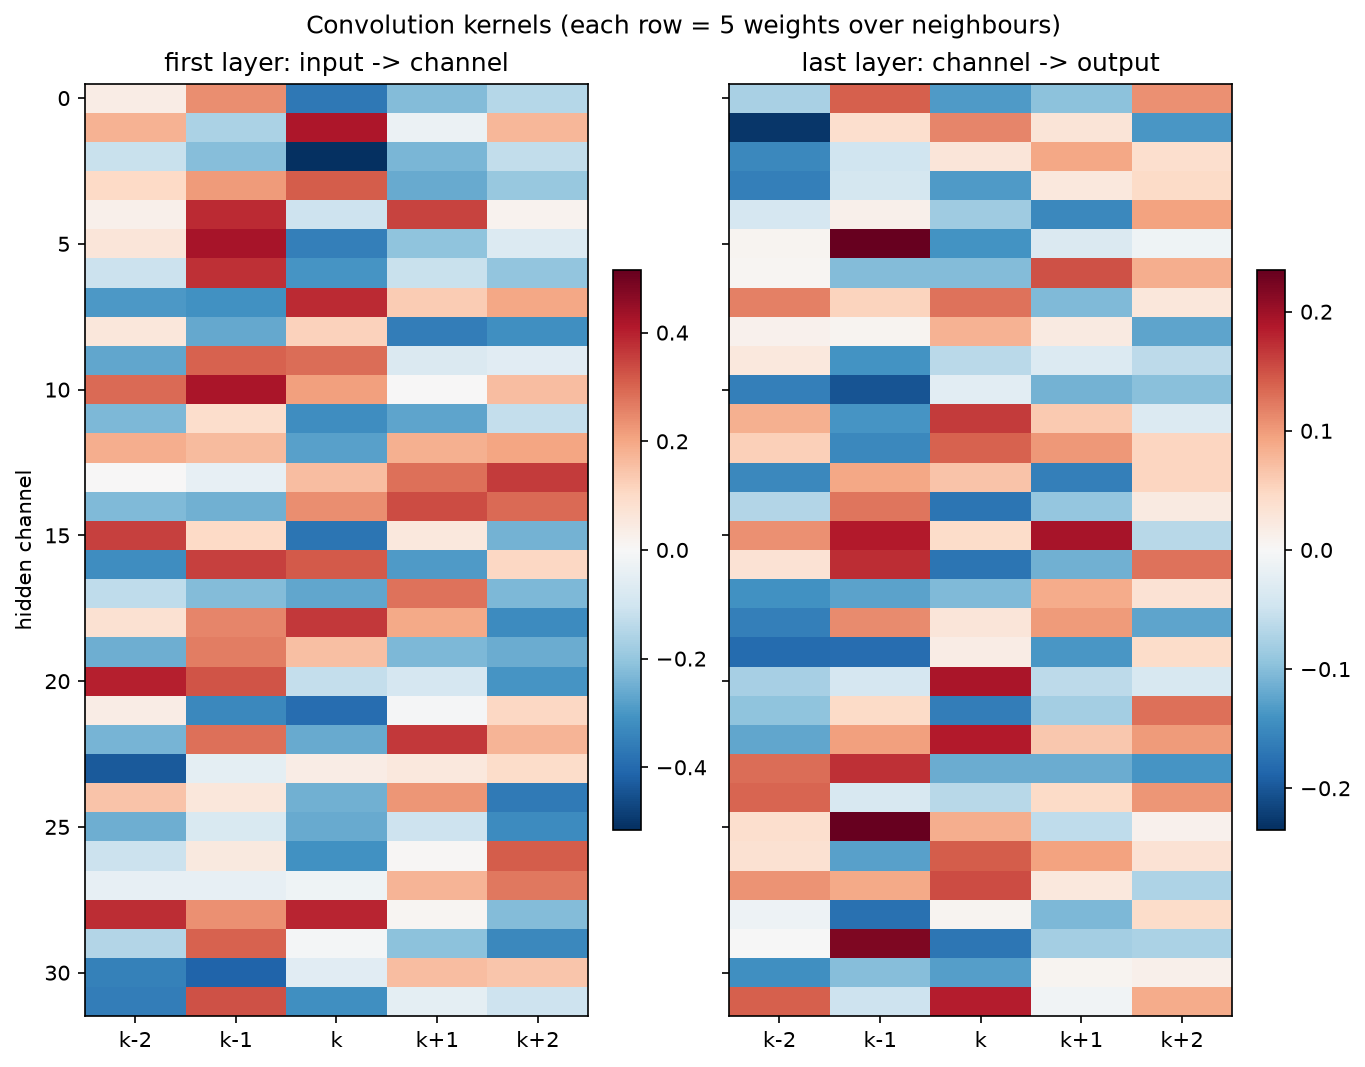 Convolution kernels (each row = 5 weights over neighbours)
first layer: input -> channel
last layer: channel -> output
hidden channel
0
5
10
15
20
25
30
k-2 k-1 k k+1 k+2
0.4
0.2
0.0
−0.2
−0.4
k-2 k-1 k k+1 k+2
0.2
0.1
0.0
−0.1
−0.2